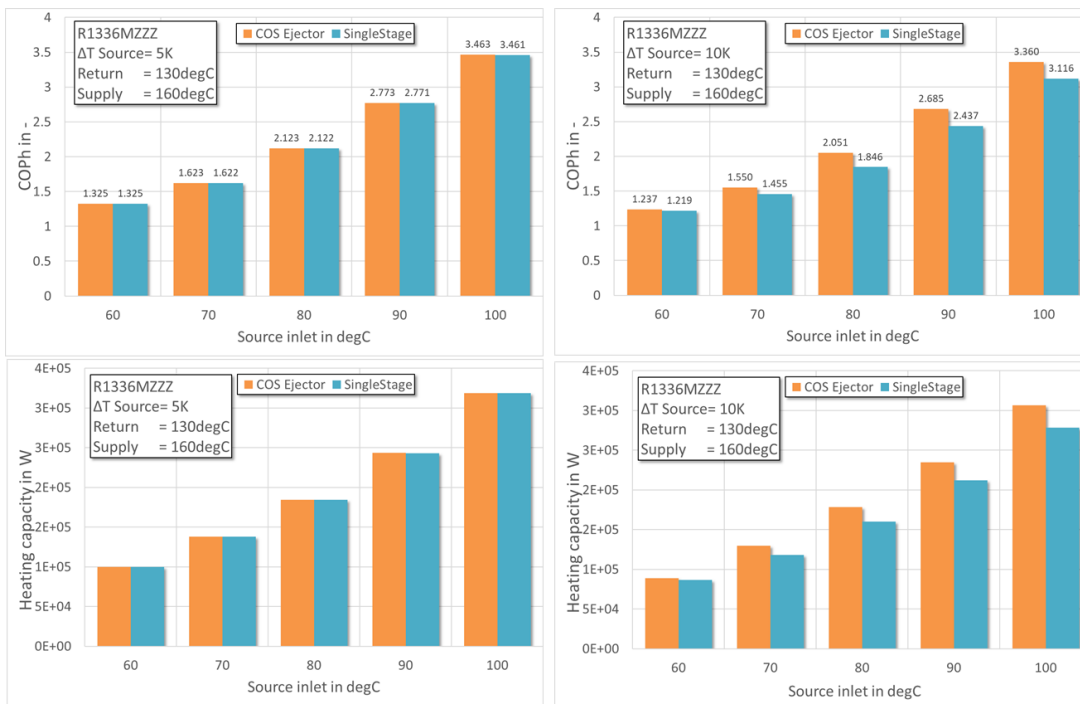 4
3.5
3
2.5
2
1.5
1
0.5
0
COPh in -
R1336MZZZ
ΔT Source= 5K
Return = 130degC
Supply = 160degC
COS Ejector SingleStage
1.325 1.325
1.623 1.622
2.123 2.122
2.773 2.771
3.463 3.461
60 70 80 90 100
Source inlet in degC
4
3.5
3
2.5
2
1.5
1
0.5
0
COPh in -
R1336MZZZ
ΔT Source= 10K
Return = 130degC
Supply = 160degC
COS Ejector SingleStage
1.237 1.219
1.550 1.455
2.051 1.846
2.685 2.437
3.360 3.116
60 70 80 90 100
Source inlet in degC
4E+05
3E+05
3E+05
2E+05
2E+05
1E+05
1E+05
5E+04
0E+00
Heating capacity in W
R1336MZZZ
ΔT Source= 5K
Return = 130degC
Supply = 160degC
COS Ejector SingleStage
60 70 80 90 100
Source inlet in degC
4E+05
3E+05
3E+05
2E+05
2E+05
1E+05
5E+04
0E+00
Heating capacity in W
R1336MZZZ
ΔT Source= 10K
Return = 130degC
Supply = 160degC
COS Ejector SingleStage
60 70 80 90 100
Source inlet in degC